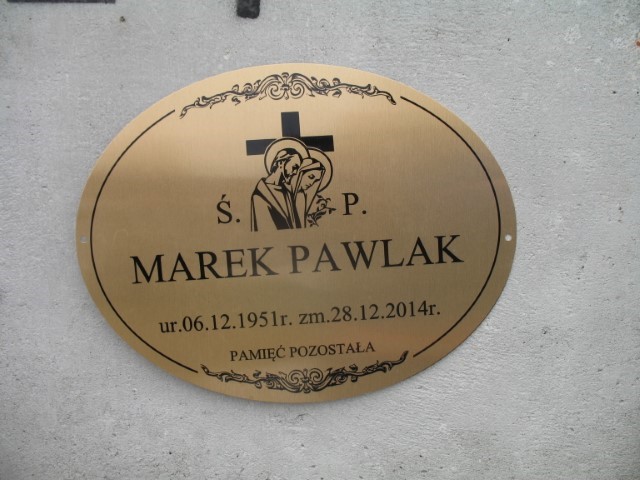 Ś. P.
MAREK PAWLAK
ur.06.12.1951r. zm.28.12.2014r.
PAMIĘĆ POZOSTAŁA